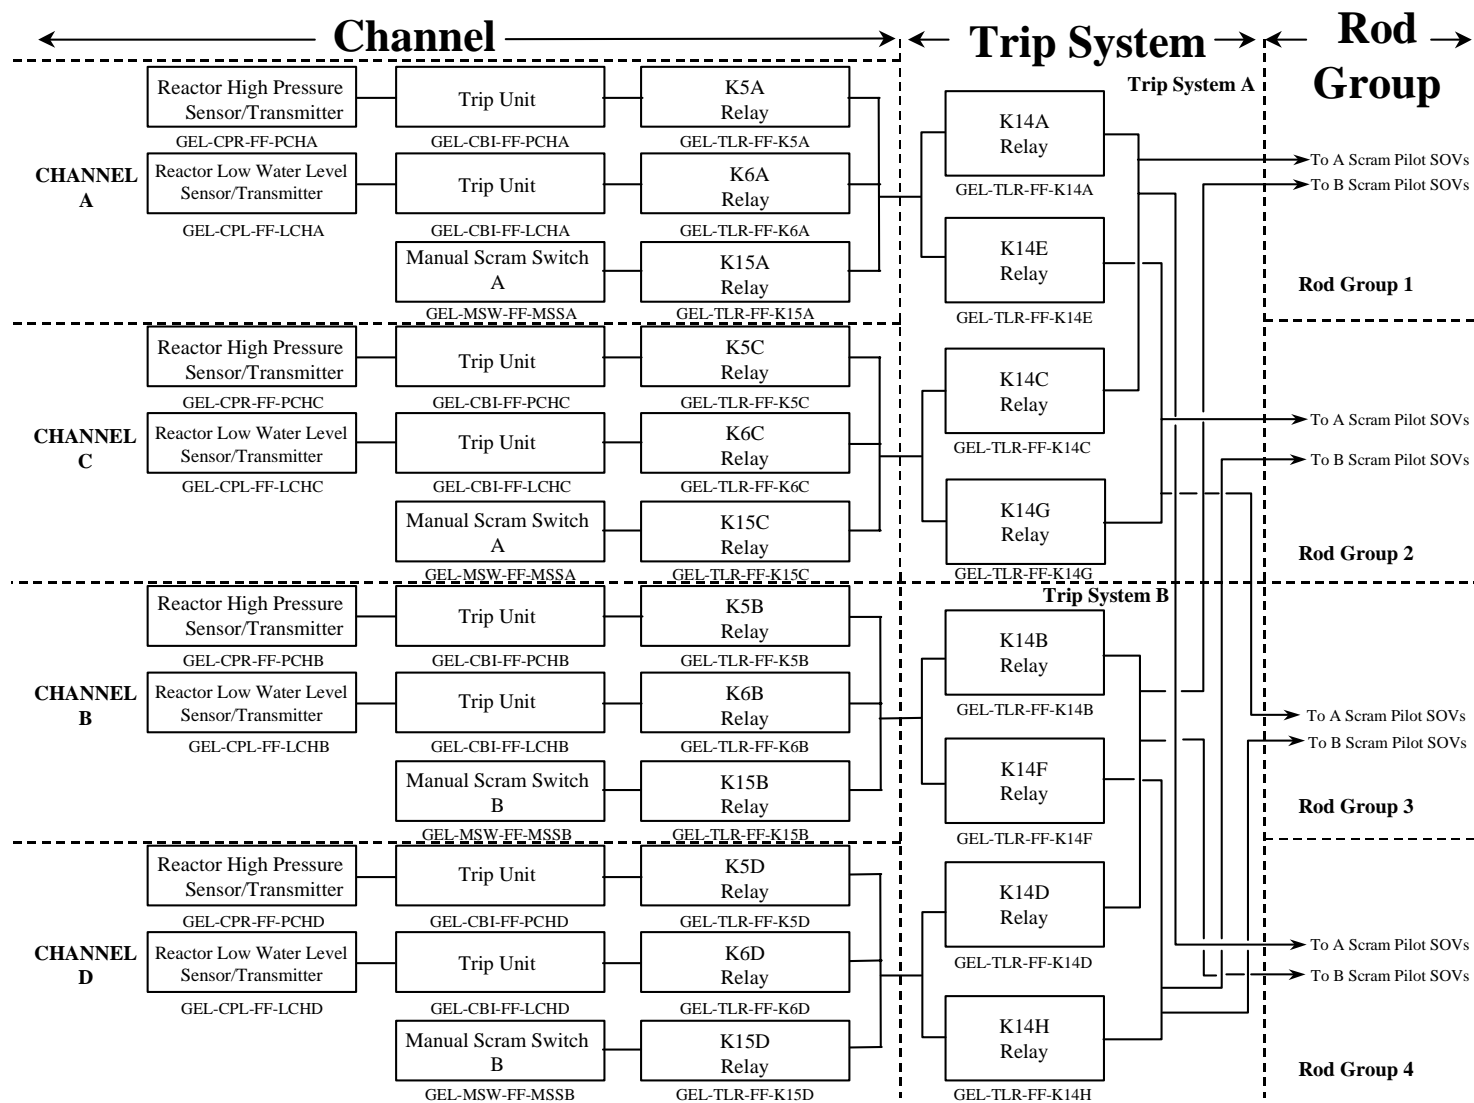 Channel
Trip System
Rod
Group
Trip System A
Reactor High Pressure
Sensor/Transmitter
GEL-CPR-FF-PCHA
Trip Unit
GEL-CBI-FF-PCHA
K5A
Relay
GEL-TLR-FF-K5A
CHANNEL
A
Reactor Low Water Level
Sensor/Transmitter
GEL-CPL-FF-LCHA
Trip Unit
GEL-CBI-FF-LCHA
K6A
Relay
GEL-TLR-FF-K6A
Manual Scram Switch
A
GEL-MSW-FF-MSSA
K15A
Relay
GEL-TLR-FF-K15A
K14A
Relay
GEL-TLR-FF-K14A
K14E
Relay
GEL-TLR-FF-K14E
To A Scram Pilot SOVs
To B Scram Pilot SOVs
Rod Group 1
Reactor High Pressure
Sensor/Transmitter
GEL-CPR-FF-PCHC
Trip Unit
GEL-CBI-FF-PCHC
K5C
Relay
GEL-TLR-FF-K5C
CHANNEL
C
Reactor Low Water Level
Sensor/Transmitter
GEL-CPL-FF-LCHC
Trip Unit
GEL-CBI-FF-LCHC
K6C
Relay
GEL-TLR-FF-K6C
Manual Scram Switch
A
GEL-MSW-FF-MSSA
K15C
Relay
GEL-TLR-FF-K15C
K14C
Relay
GEL-TLR-FF-K14C
K14G
Relay
GEL-TLR-FF-K14G
To A Scram Pilot SOVs
To B Scram Pilot SOVs
Rod Group 2
Trip System B
Reactor High Pressure
Sensor/Transmitter
GEL-CPR-FF-PCHB
Trip Unit
GEL-CBI-FF-PCHB
K5B
Relay
GEL-TLR-FF-K5B
CHANNEL
B
Reactor Low Water Level
Sensor/Transmitter
GEL-CPL-FF-LCHB
Trip Unit
GEL-CBI-FF-LCHB
K6B
Relay
GEL-TLR-FF-K6B
Manual Scram Switch
B
GEL-MSW-FF-MSSB
K15B
Relay
GEL-TLR-FF-K15B
K14B
Relay
GEL-TLR-FF-K14B
K14F
Relay
GEL-TLR-FF-K14F
To A Scram Pilot SOVs
To B Scram Pilot SOVs
Rod Group 3
Reactor High Pressure
Sensor/Transmitter
GEL-CPR-FF-PCHD
Trip Unit
GEL-CBI-FF-PCHD
K5D
Relay
GEL-TLR-FF-K5D
CHANNEL
D
Reactor Low Water Level
Sensor/Transmitter
GEL-CPL-FF-LCHD
Trip Unit
GEL-CBI-FF-LCHD
K6D
Relay
GEL-TLR-FF-K6D
Manual Scram Switch
B
GEL-MSW-FF-MSSB
K15D
Relay
GEL-TLR-FF-K15D
K14D
Relay
GEL-TLR-FF-K14D
K14H
Relay
GEL-TLR-FF-K14H
To A Scram Pilot SOVs
To B Scram Pilot SOVs
Rod Group 4